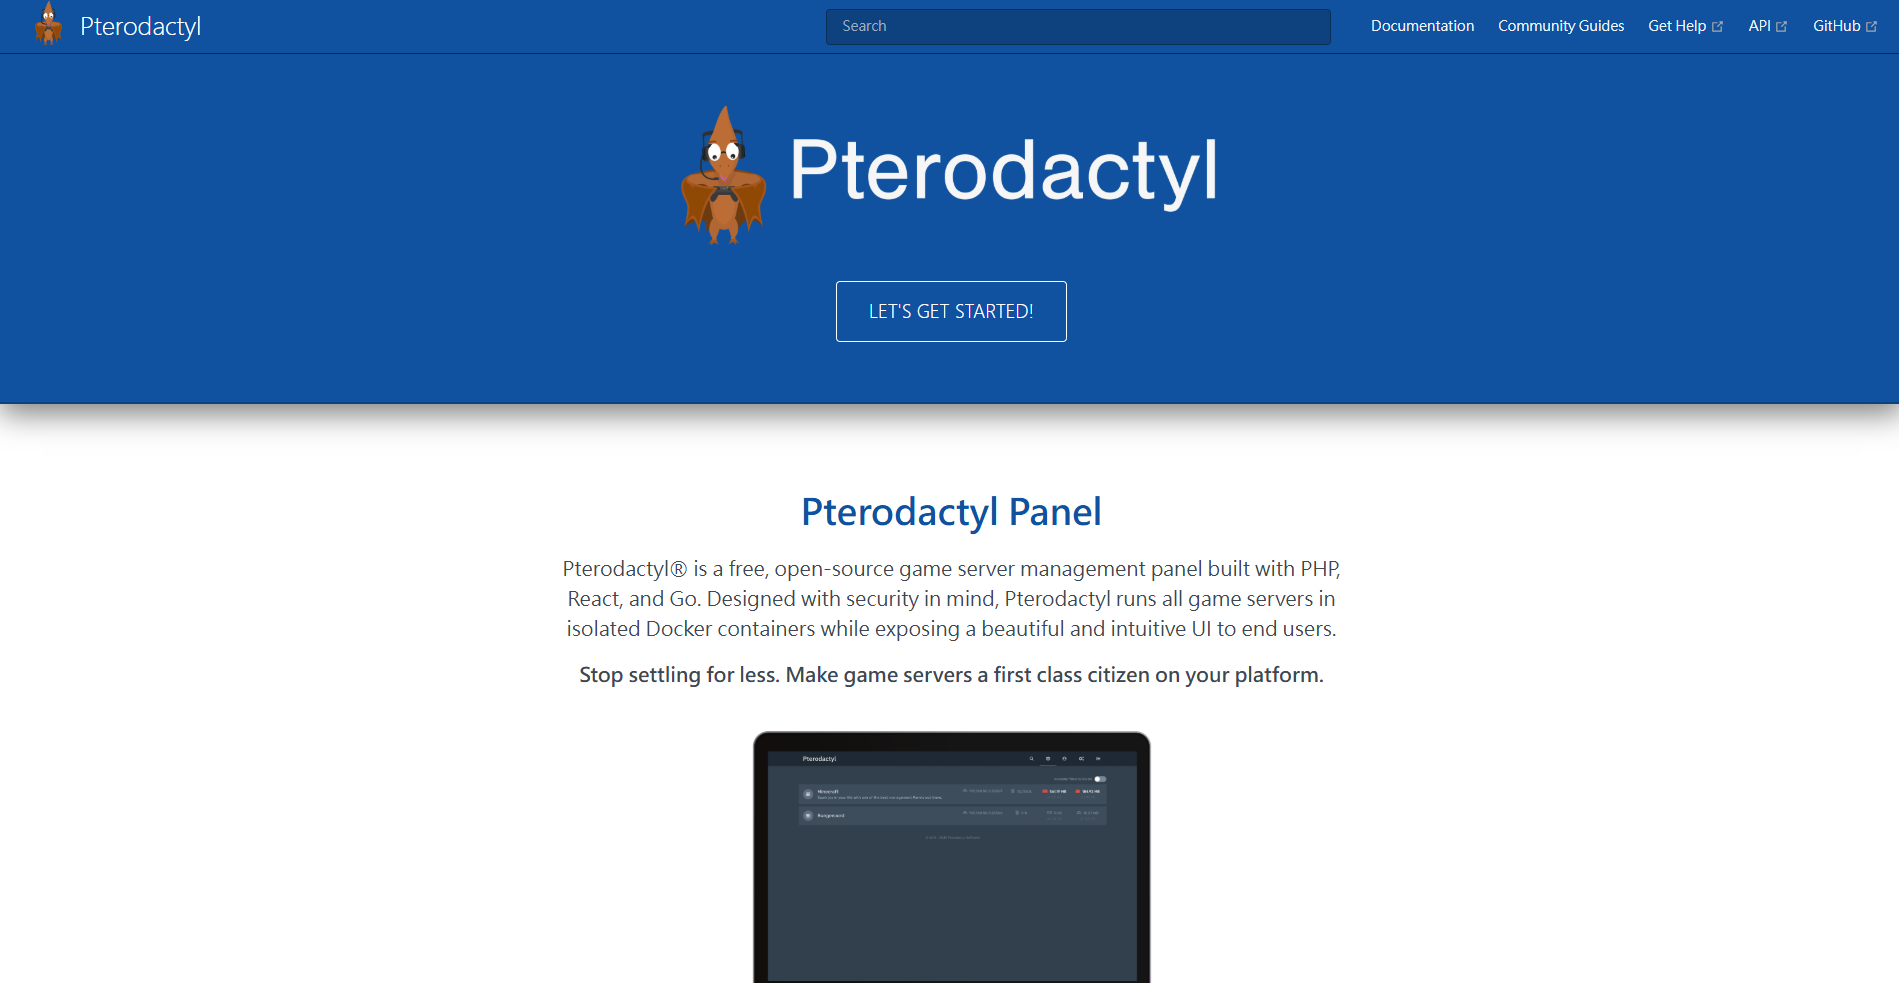 Pterodactyl
Search
Documentation
Community Guides
Get Help
API
GitHub
Pterodactyl
LET'S GET STARTED!
Pterodactyl Panel
Pterodactyl® is a free, open-source game server management panel built with PHP,
React, and Go. Designed with security in mind, Pterodactyl runs all game servers in
isolated Docker containers while exposing a beautiful and intuitive UI to end users.
Stop settling for less. Make game servers a first class citizen on your platform.
Pterodactyl
Minecraft
Bungeecord